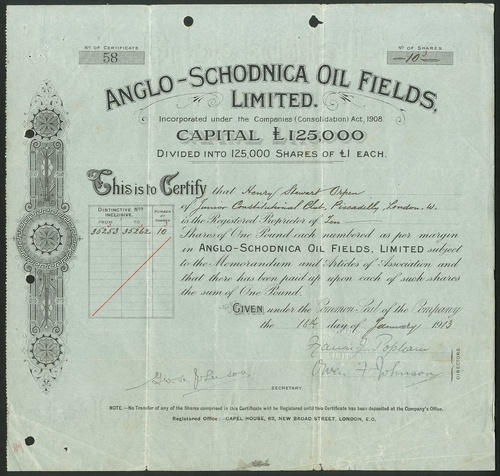 No of Certificate
58
No of Shares
10
ANGLO-SCHODNICA OIL FIELDS,
LIMITED.
Incorporated under the Companies (Consolidation) Act, 1908
CAPITAL £125,000
DIVIDED INTO 125,000 SHARES OF £1 EACH.
This is to Certify that Henry Stewart Orpen
of Junior Constitutional Club, Piccadilly, London. W.
is the Registered Proprietor of Ten
Shares of One Pound each numbered as per margin
in ANGLO-SCHODNICA OIL FIELDS, LIMITED subject
to the Memorandum and Articles of Association and
that there has been paid up upon each of such shares
the sum of One Pound.
DISTINCTIVE Nos INCLUSIVE.
NUMBER OF SHARES
FROM TO
35253 35262 10
GIVEN under the Common Seal of the Company
the 16th day of January 1913
Owen F Johnson
DIRECTORS.
SECRETARY.
NOTE.—No Transfer of any of the Shares comprised in this Certificate will be Registered until this Certificate has been deposited at the Company's Office.
Registered Office :— CAPEL HOUSE, 62, NEW BROAD STREET, LONDON, E.C.